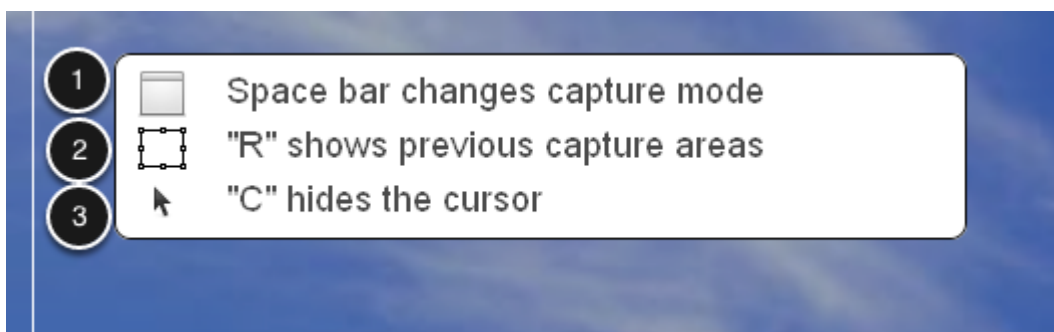 1 Space bar changes capture mode
2 "R" shows previous capture areas
3 "C" hides the cursor